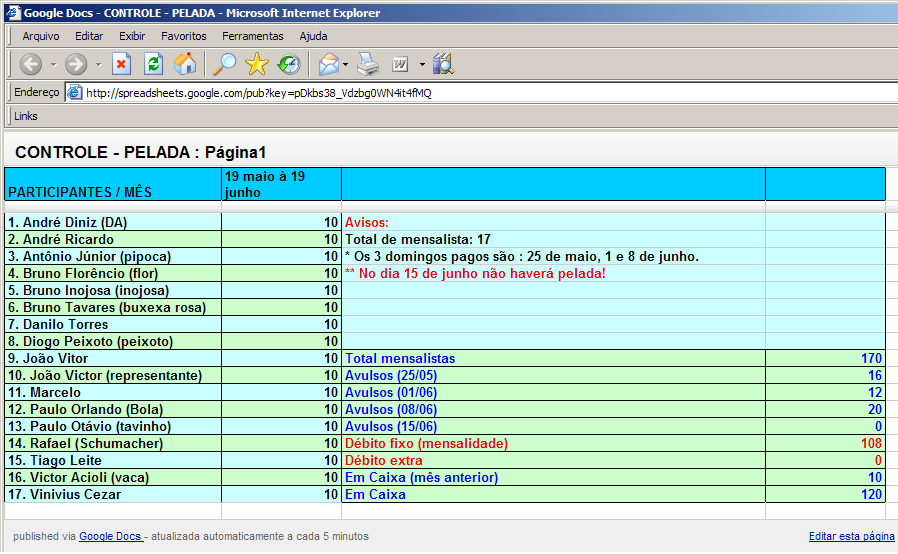 Google Docs - CONTROLE - PELADA - Microsoft Internet Explorer
Arquivo Editar Exibir Favoritos Ferramentas Ajuda
Endereço http://spreadsheets.google.com/pub?key=pDkbs38_Vdzbg0WN4it4fMQ
Links
CONTROLE - PELADA : Página1
PARTICIPANTES / MÊS 19 maio à 19 junho
1. André Diniz (DA) 10 Avisos:
2. André Ricardo 10 Total de mensalista: 17
3. Antônio Júnior (pipoca) 10 * Os 3 domingos pagos são : 25 de maio, 1 e 8 de junho.
4. Bruno Florêncio (flor) 10 ** No dia 15 de junho não haverá pelada!
5. Bruno Inojosa (inojosa) 10
6. Bruno Tavares (buxexa rosa) 10
7. Danilo Torres 10
8. Diogo Peixoto (peixoto) 10
9. João Vitor 10 Total mensalistas 170
10. João Victor (representante) 10 Avulsos (25/05) 16
11. Marcelo 10 Avulsos (01/06) 12
12. Paulo Orlando (Bola) 10 Avulsos (08/06) 20
13. Paulo Otávio (tavinho) 10 Avulsos (15/06) 0
14. Rafael (Schumacher) 10 Débito fixo (mensalidade) 108
15. Tiago Leite 10 Débito extra 0
16. Victor Acioli (vaca) 10 Em Caixa (mês anterior) 10
17. Vinivius Cezar 10 Em Caixa 120
published via Google Docs - atualizada automaticamente a cada 5 minutos Editar esta página